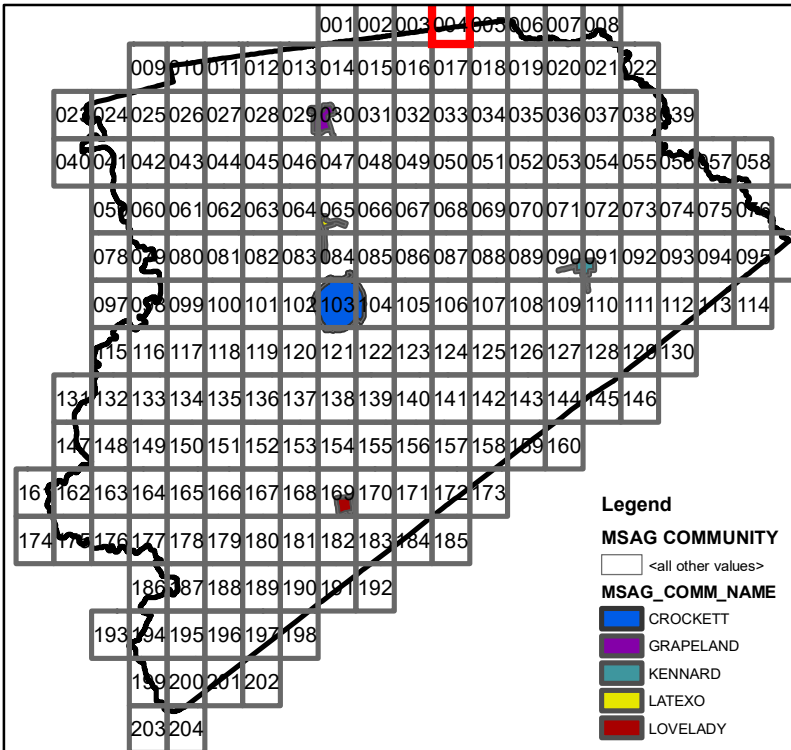 001 002 003 004 005 006 007 008
009 010 011 012 013 014 015 016 017 018 019 020 021 022
023 024 025 026 027 028 029 030 031 032 033 034 035 036 037 038 039
040 041 042 043 044 045 046 047 048 049 050 051 052 053 054 055 056 057 058
059 060 061 062 063 064 065 066 067 068 069 070 071 072 073 074 075 076
078 079 080 081 082 083 084 085 086 087 088 089 090 091 092 093 094 095
097 098 099 100 101 102 103 104 105 106 107 108 109 110 111 112 113 114
115 116 117 118 119 120 121 122 123 124 125 126 127 128 129 130
131 132 133 134 135 136 137 138 139 140 141 142 143 144 145 146
147 148 149 150 151 152 153 154 155 156 157 158 159 160
161 162 163 164 165 166 167 168 169 170 171 172 173
174 175 176 177 178 179 180 181 182 183 184 185
186 187 188 189 190 191 192
193 194 195 196 197 198
199 200 201 202
203 204
Legend
MSAG COMMUNITY
<all other values>
MSAG_COMM_NAME
CROCKETT
GRAPELAND
KENNARD
LATEXO
LOVELADY